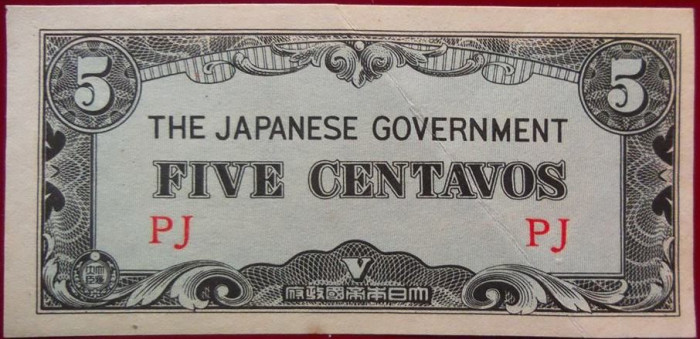 5 5
THE JAPANESE GOVERNMENT
FIVE CENTAVOS
PJ PJ
V
大日本帝國政府